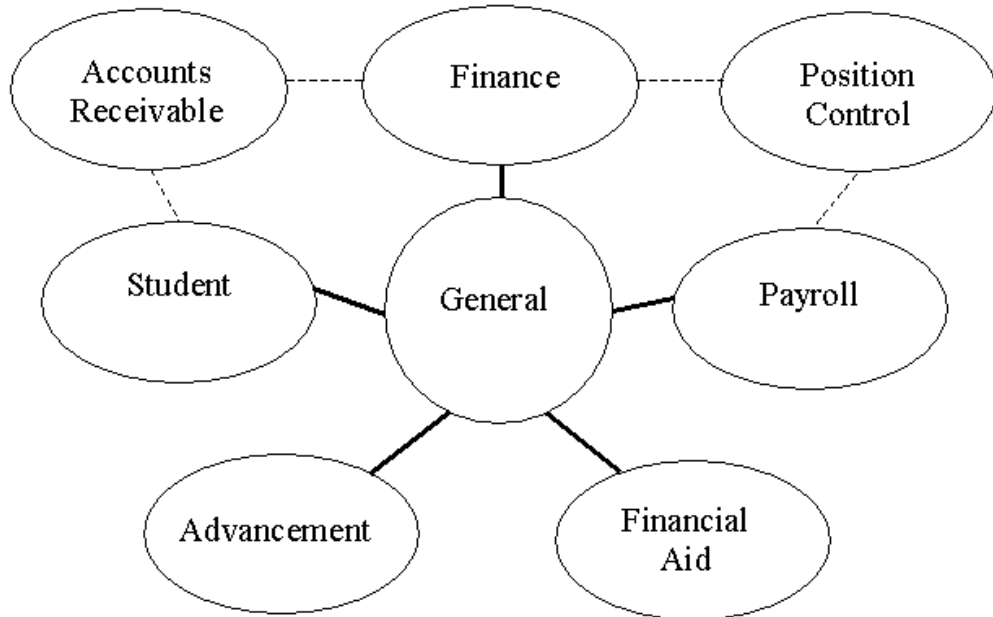 Accounts
Receivable
Finance
Position
Control
Student
General
Payroll
Advancement
Financial
Aid